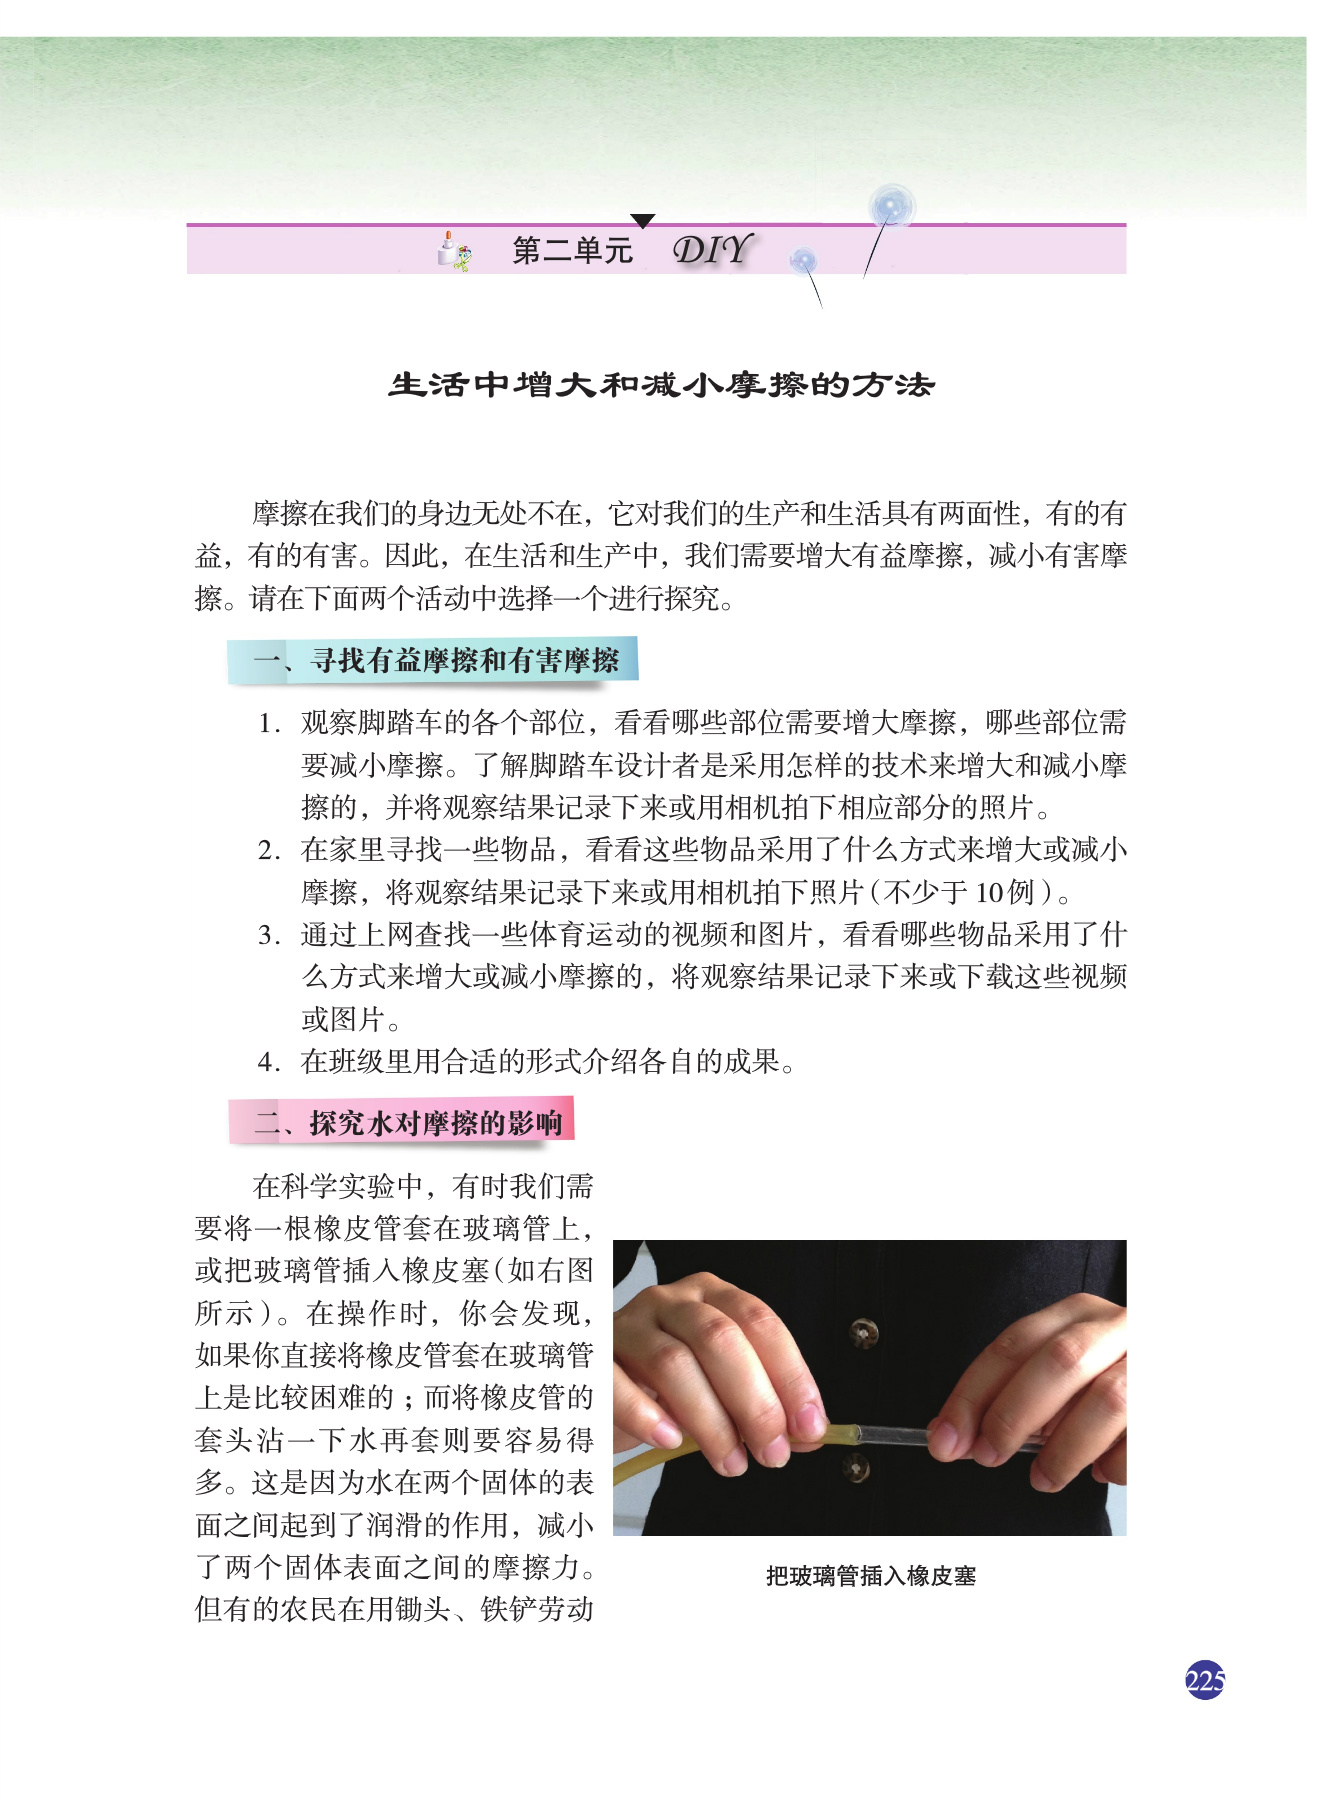 第二单元 DIY
生活中增大和减小摩擦的方法
摩擦在我们的身边无处不在，它对我们的生产和生活具有两面性，有的有
益，有的有害。因此，在生活和生产中，我们需要增大有益摩擦，减小有害摩
擦。请在下面两个活动中选择一个进行探究。
一、寻找有益摩擦和有害摩擦
1. 观察脚踏车的各个部位，看看哪些部位需要增大摩擦，哪些部位需
要减小摩擦。了解脚踏车设计者是采用怎样的技术来增大和减小摩
擦的，并将观察结果记录下来或用相机拍下相应部分的照片。
2. 在家里寻找一些物品，看看这些物品采用了什么方式来增大或减小
摩擦，将观察结果记录下来或用相机拍下照片（不少于10例）。
3. 通过上网查找一些体育运动的视频和图片，看看哪些物品采用了什
么方式来增大或减小摩擦的，将观察结果记录下来或下载这些视频
或图片。
4. 在班级里用合适的形式介绍各自的成果。
二、探究水对摩擦的影响
在科学实验中，有时我们需
要将一根橡皮管套在玻璃管上，
或把玻璃管插入橡皮塞（如右图
所示）。在操作时，你会发现，
如果你直接将橡皮管套在玻璃管
上是比较困难的；而将橡皮管的
套头沾一下水再套则要容易得
多。这是因为水在两个固体的表
面之间起到了润滑的作用，减小
了两个固体表面之间的摩擦力。
但有的农民在用锄头、铁铲劳动
把玻璃管插入橡皮塞
225